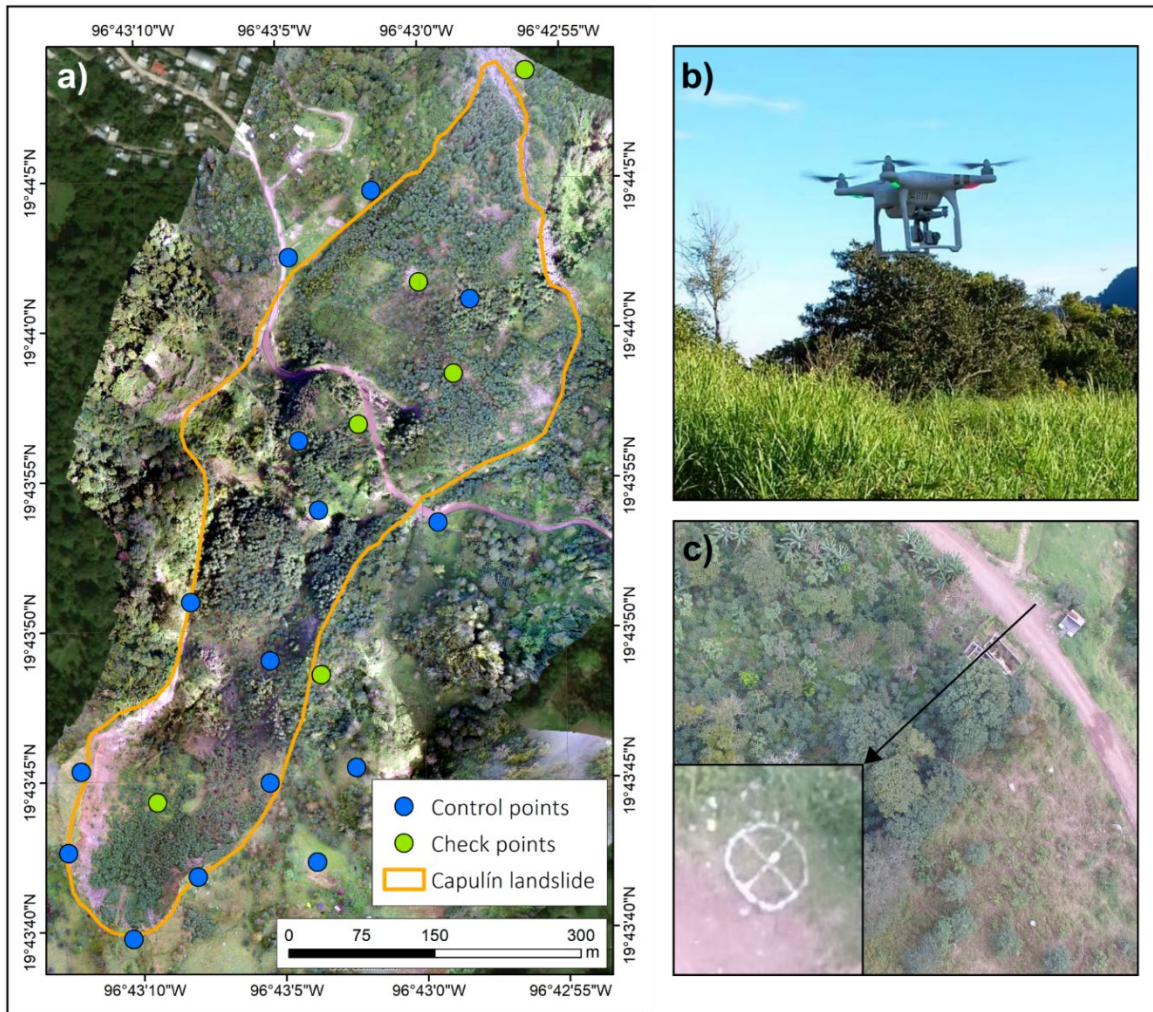 96°43'10"W 96°43'5"W 96°43'0"W 96°42'55"W
a)
19°44'5"N
19°44'0"N
19°43'55"N
19°43'50"N
19°43'45"N
19°43'40"N
19°44'5"N
19°44'0"N
19°43'55"N
19°43'50"N
19°43'45"N
19°43'40"N
Control points
Check points
Capulín landslide
0 75 150 300
m
96°43'10"W 96°43'5"W 96°43'0"W 96°42'55"W
b)
c)